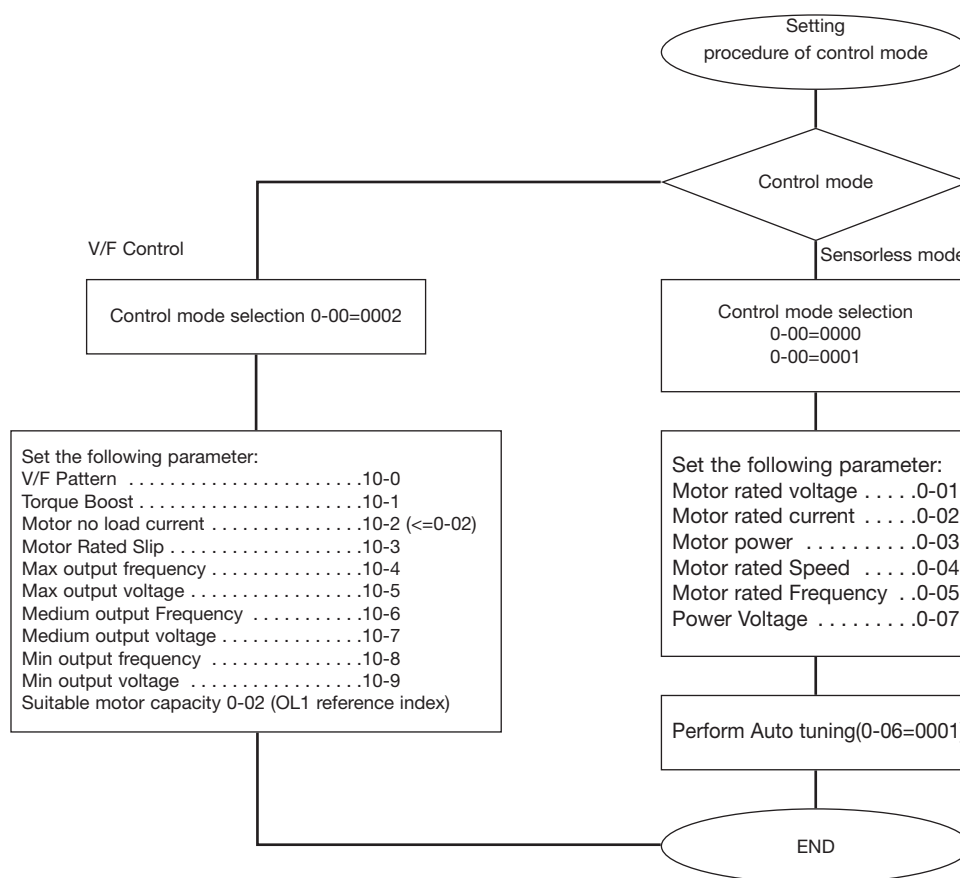 Setting
procedure of control mode
Control mode
V/F Control
Sensorless mode
Control mode selection 0-00=0002
Control mode selection
0-00=0000
0-00=0001
Set the following parameter:
V/F Pattern . . . . . . . . . . . . . . . . . . . . . . .10-0
Torque Boost . . . . . . . . . . . . . . . . . . . . . .10-1
Motor no load current . . . . . . . . . . . . . . .10-2 (<=0-02)
Motor Rated Slip . . . . . . . . . . . . . . . . . . .10-3
Max output frequency . . . . . . . . . . . . . . .10-4
Max output voltage . . . . . . . . . . . . . . . . .10-5
Medium output Frequency . . . . . . . . . . .10-6
Medium output voltage . . . . . . . . . . . . . .10-7
Min output frequency . . . . . . . . . . . . . . .10-8
Min output voltage . . . . . . . . . . . . . . . . .10-9
Suitable motor capacity 0-02 (OL1 reference index)
Set the following parameter:
Motor rated voltage . . . . .0-01
Motor rated current . . . . .0-02
Motor power . . . . . . . . . .0-03
Motor rated Speed . . . . .0-04
Motor rated Frequency . .0-05
Power Voltage . . . . . . . . .0-07
Perform Auto tuning(0-06=0001
END